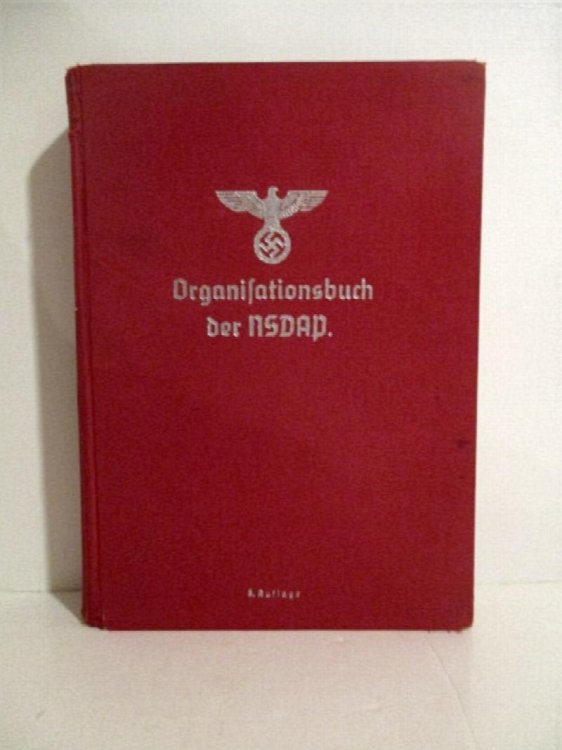 Organiſationsbuch
der NSDAP.
Auflage